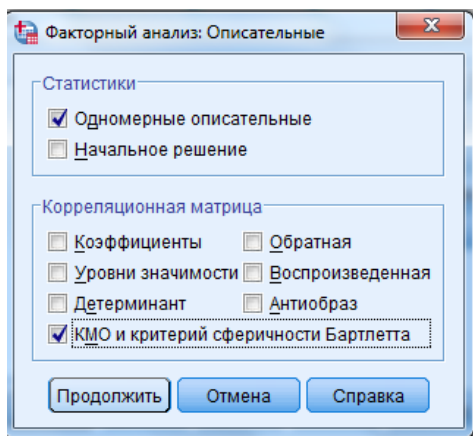 Факторный анализ: Описательные
Статистики
Одномерные описательные
Начальное решение
Корреляционная матрица
Коэффициенты Обратная
Уровни значимости Воспроизведенная
Детерминант Антиобраз
КМО и критерий сферичности Бартлетта
Продолжить Отмена Справка